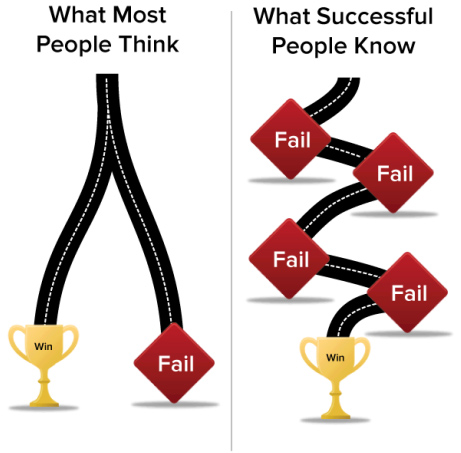 What Most
People Think
Win
Fail
What Successful
People Know
Fail
Fail
Fail
Fail
Win